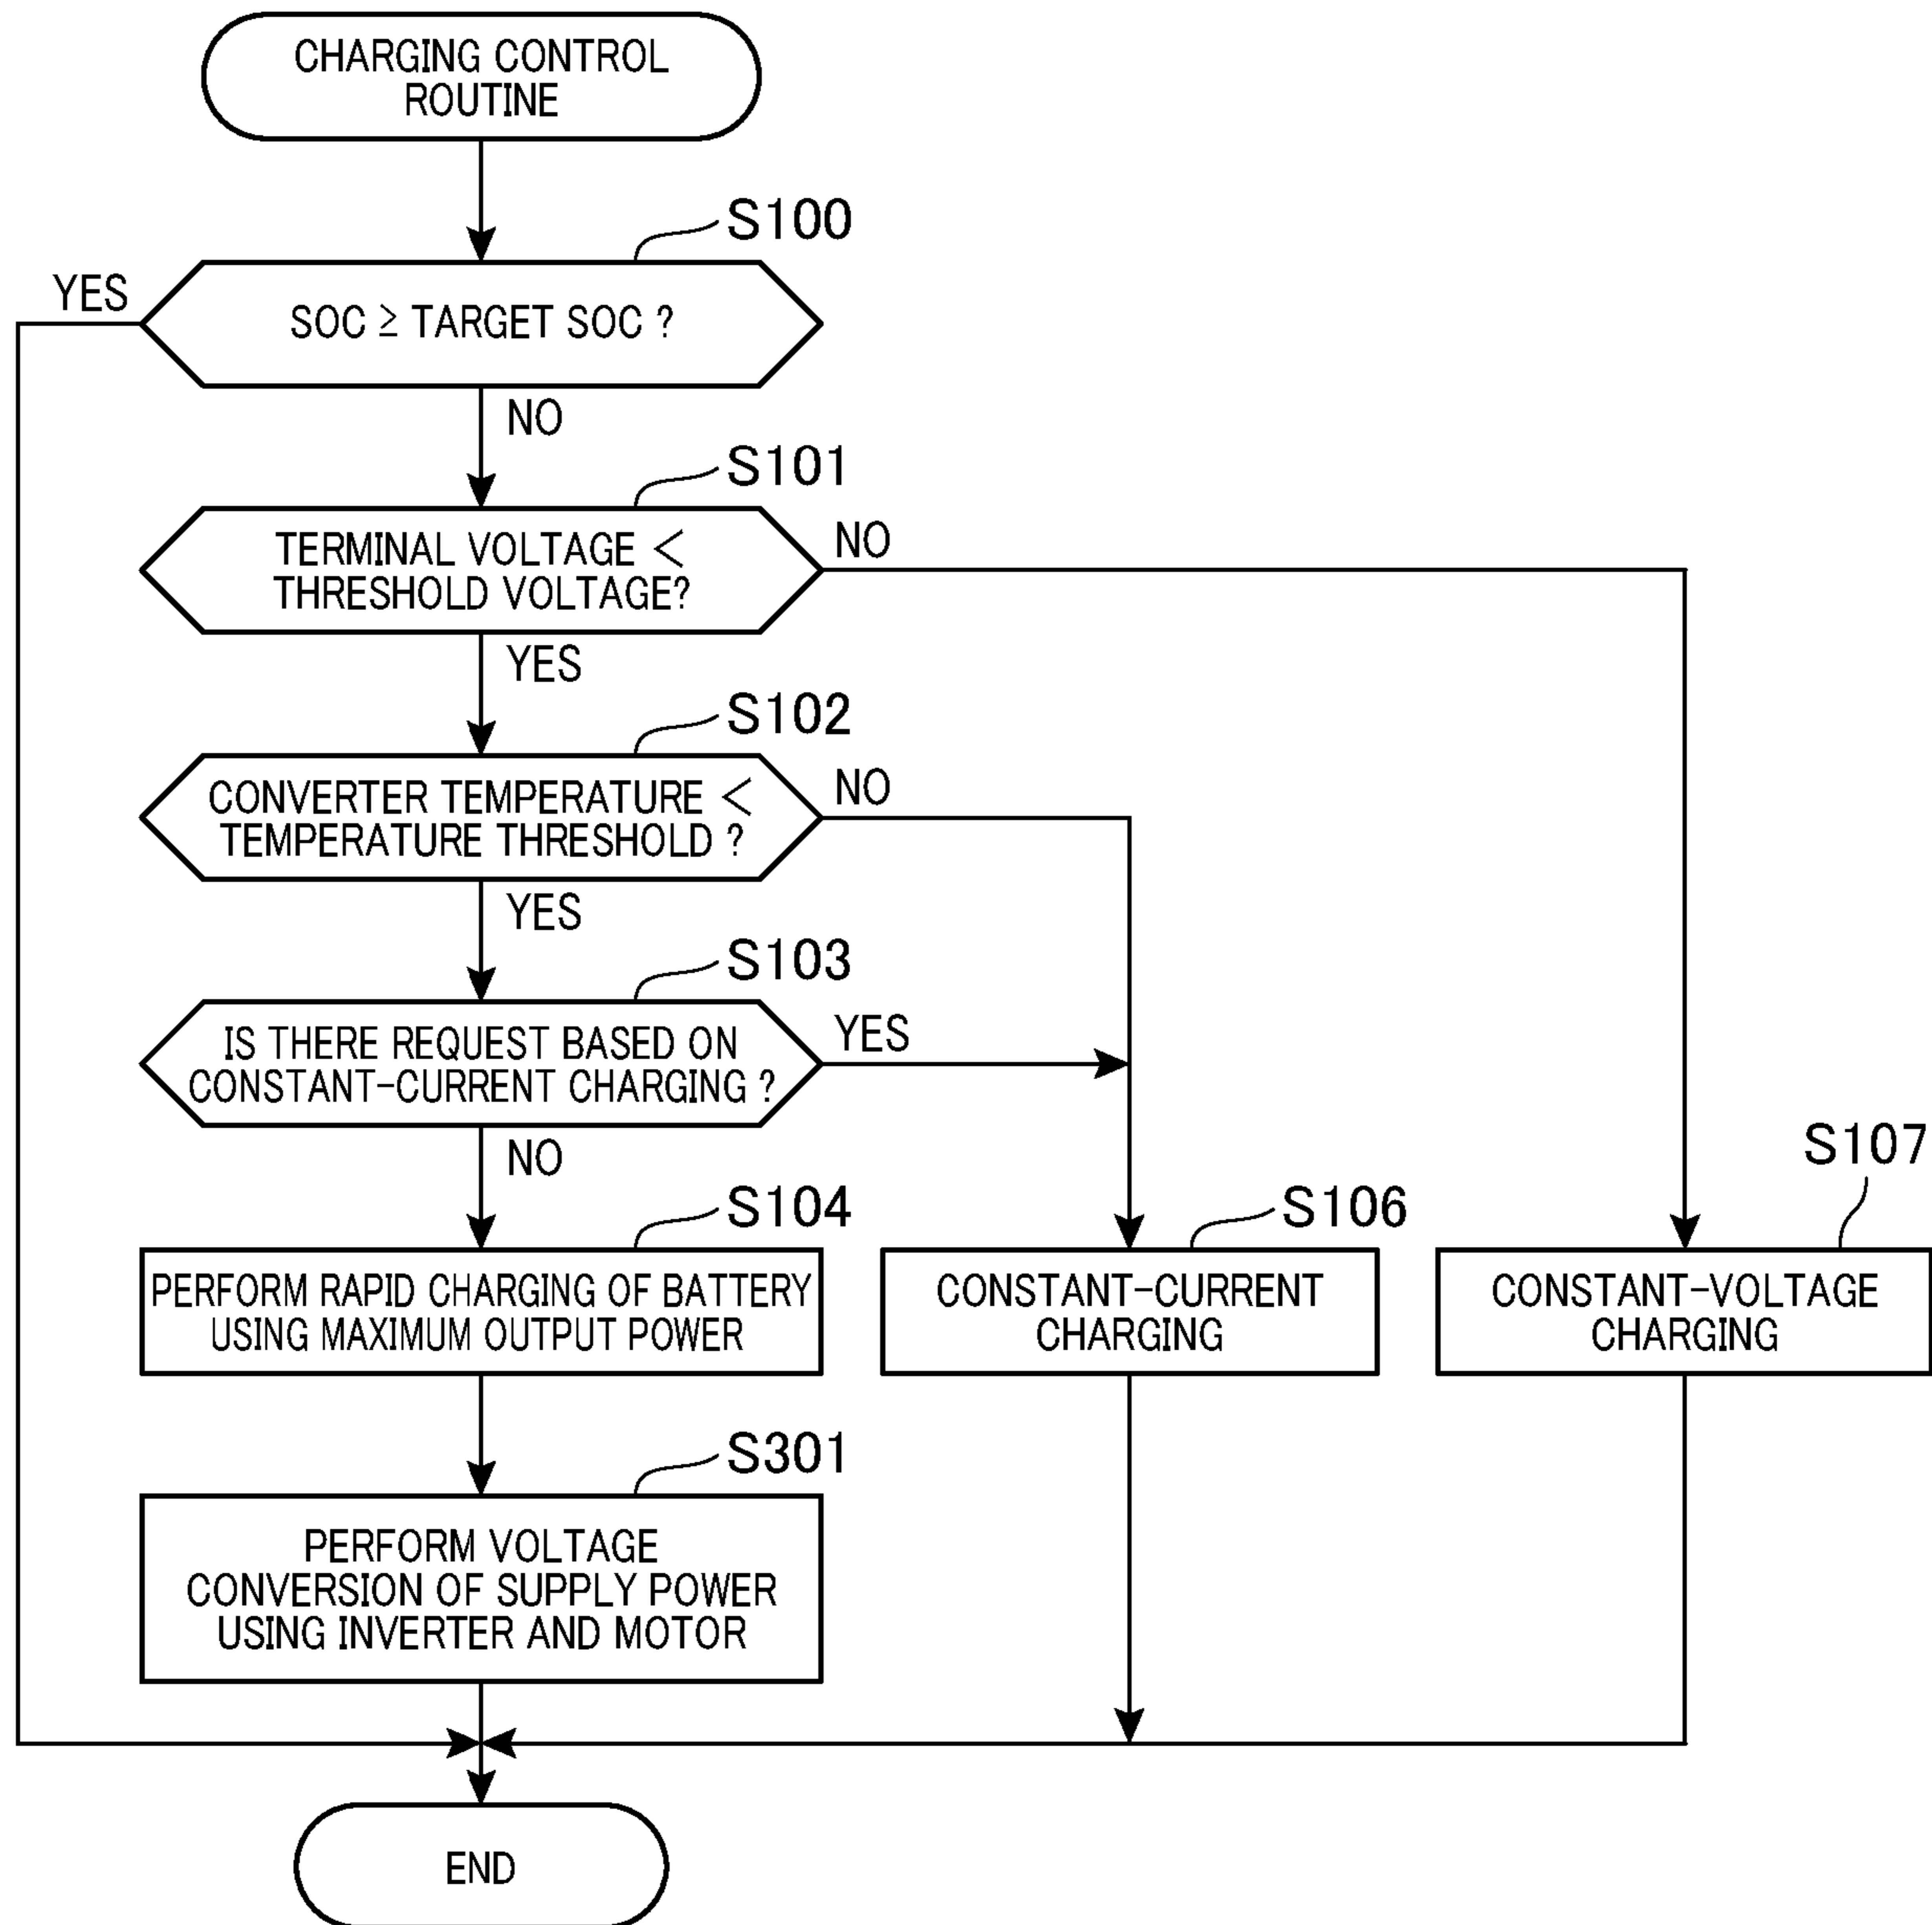 CHARGING CONTROL
ROUTINE
S100
YES
SOC ≥ TARGET SOC ?
NO
S101
TERMINAL VOLTAGE <
THRESHOLD VOLTAGE?
NO
YES
S102
CONVERTER TEMPERATURE <
TEMPERATURE THRESHOLD ?
NO
YES
S103
IS THERE REQUEST BASED ON
CONSTANT-CURRENT CHARGING ?
YES
NO
S104
PERFORM RAPID CHARGING OF BATTERY
USING MAXIMUM OUTPUT POWER
S106
CONSTANT-CURRENT
CHARGING
S107
CONSTANT-VOLTAGE
CHARGING
S301
PERFORM VOLTAGE
CONVERSION OF SUPPLY POWER
USING INVERTER AND MOTOR
END